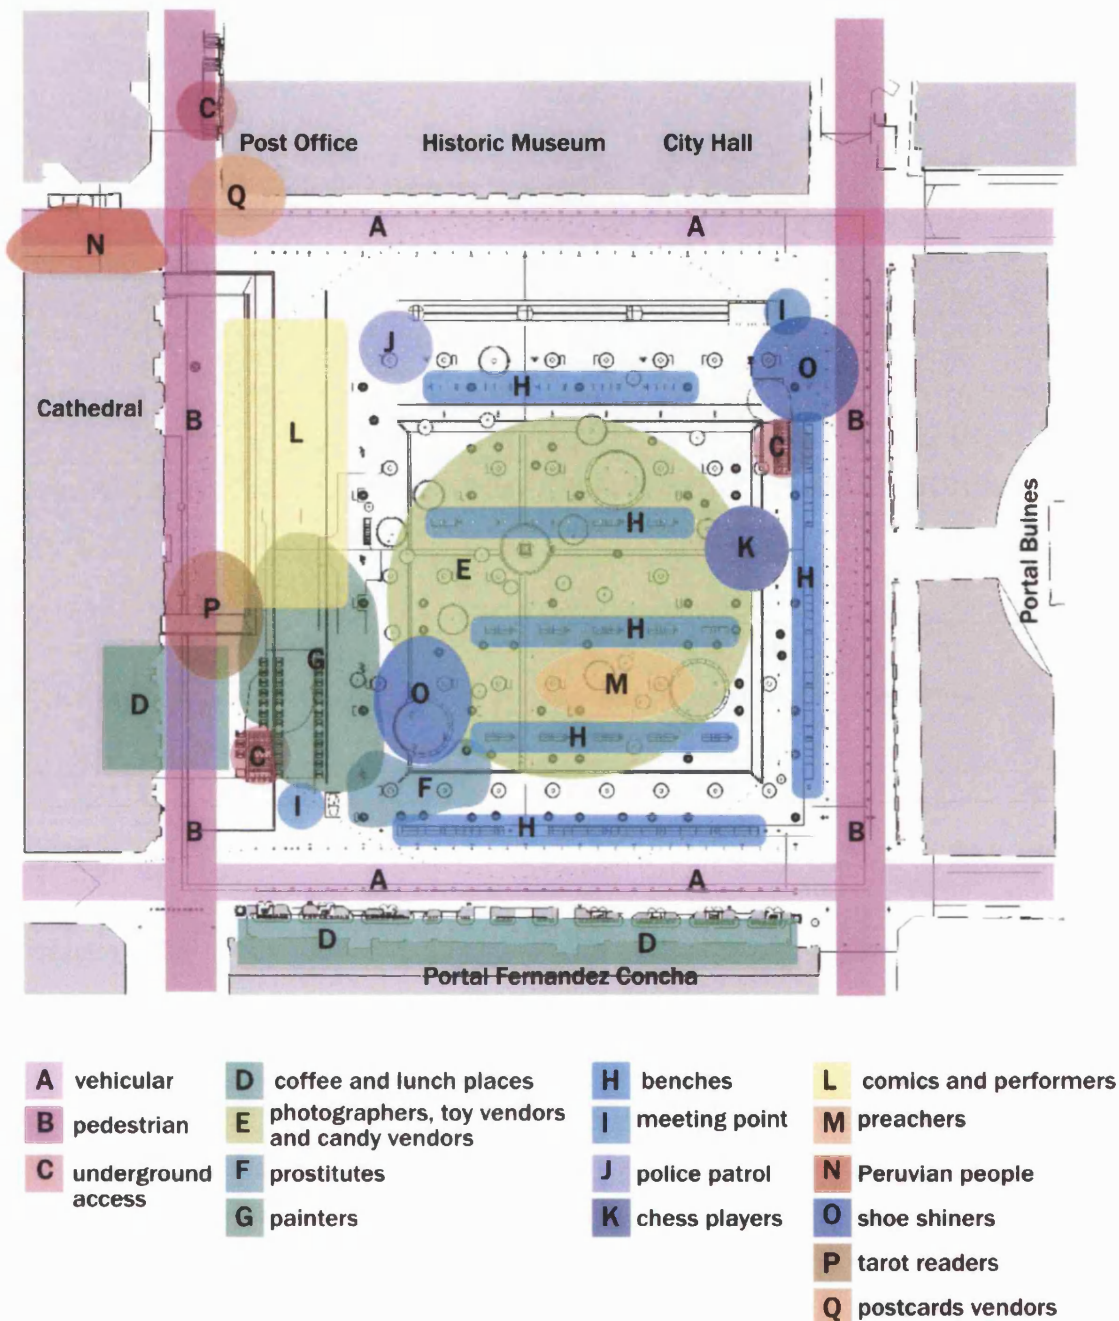 C
Post Office Historic Museum City Hall
Q
N
A A
I
J
O
H
Cathedral
B
L
B
C
H
K
E
H
Portal Bulnes
P
H
G
M
O
D
H
C
F
I
H
B
B
A A
D
D
Portal Fernandez Concha
A vehicular
B pedestrian
C underground
access
D coffee and lunch places
E photographers, toy vendors
and candy vendors
F prostitutes
G painters
H benches
I meeting point
J police patrol
K chess players
L comics and performers
M preachers
N Peruvian people
O shoe shiners
P tarot readers
Q postcards vendors